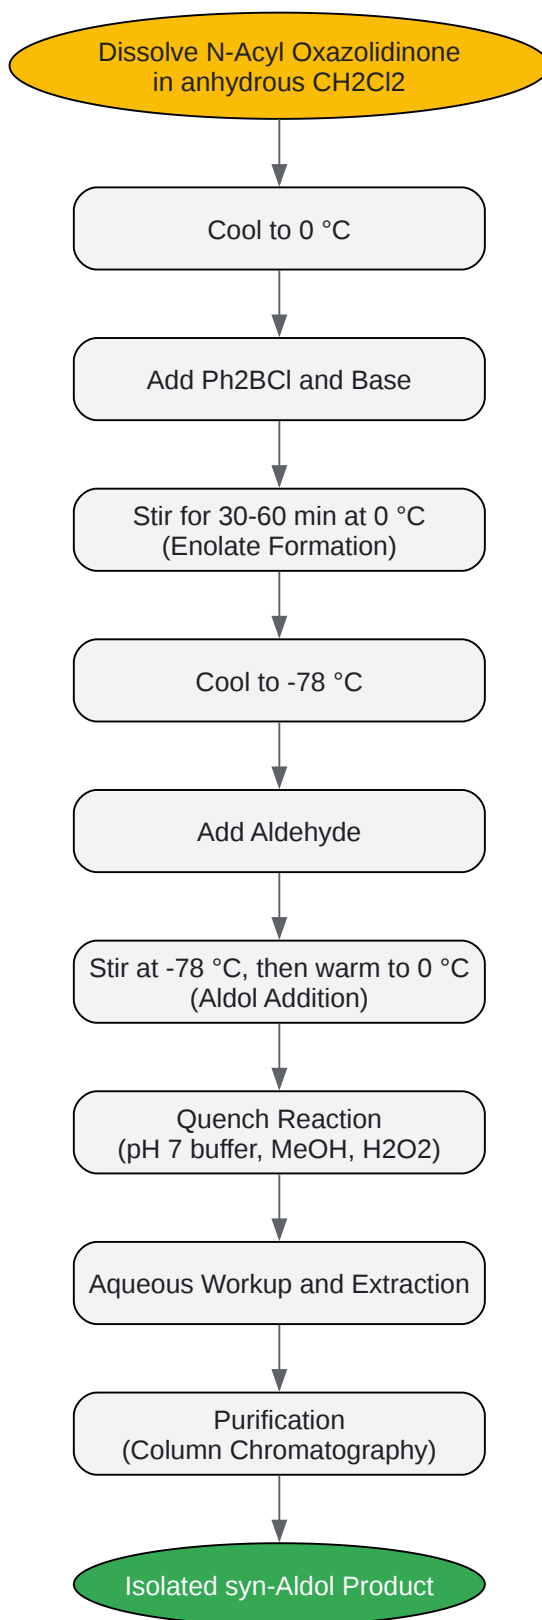 Dissolve N-Acyl Oxazolidinone
in anhydrous CH2Cl2
Cool to 0 °C
Add Ph2BCl and Base
Stir for 30-60 min at 0 °C
(Enolate Formation)
Cool to -78 °C
Add Aldehyde
Stir at -78 °C, then warm to 0 °C
(Aldol Addition)
Quench Reaction
(pH 7 buffer, MeOH, H2O2)
Aqueous Workup and Extraction
Purification
(Column Chromatography)
Isolated syn-Aldol Product